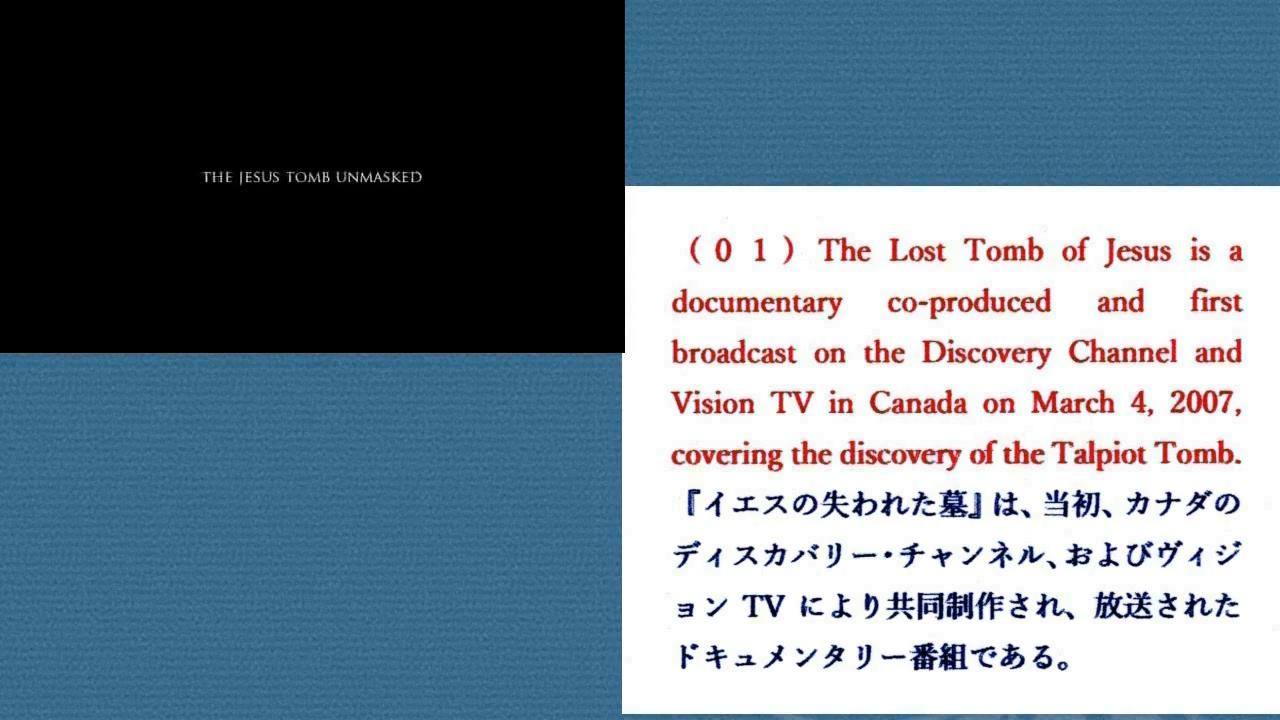 THE JESUS TOMB UNMASKED
（０１）The Lost Tomb of Jesus is a
documentary co-produced and first
broadcast on the Discovery Channel and
Vision TV in Canada on March 4, 2007,
covering the discovery of the Talpiot Tomb.
『イエスの失われた墓』は、当初、カナダの
ディスカバリー・チャンネル、およびヴィジ
ョン TV により共同制作され、放送された
ドキュメンタリー番組である。